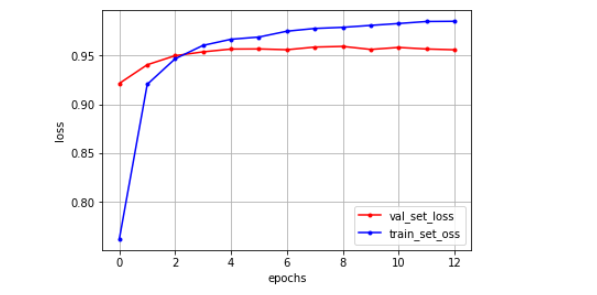 0.95
0.90
0.85
0.80
loss
0 2 4 6 8 10 12
epochs
val_set_loss
train_set_oss